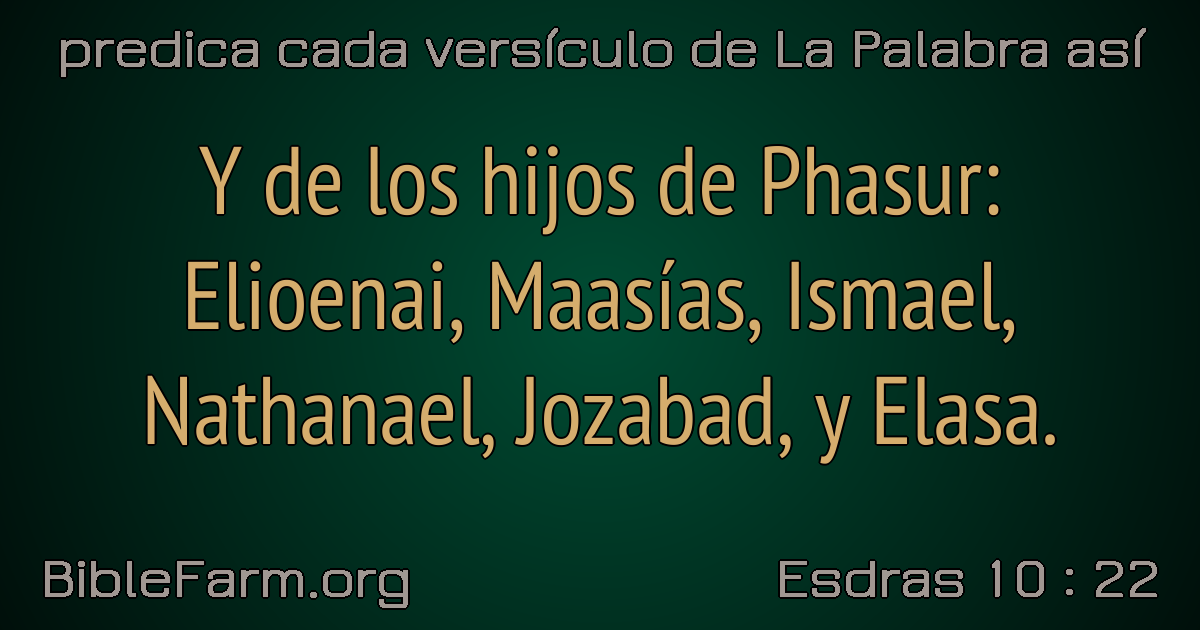 predica cada versículo de La Palabra así
Y de los hijos de Phasur:
Elioenai, Maasías, Ismael,
Nathanael, Jozabad, y Elasa.
BibleFarm.org
Esdras 10 : 22